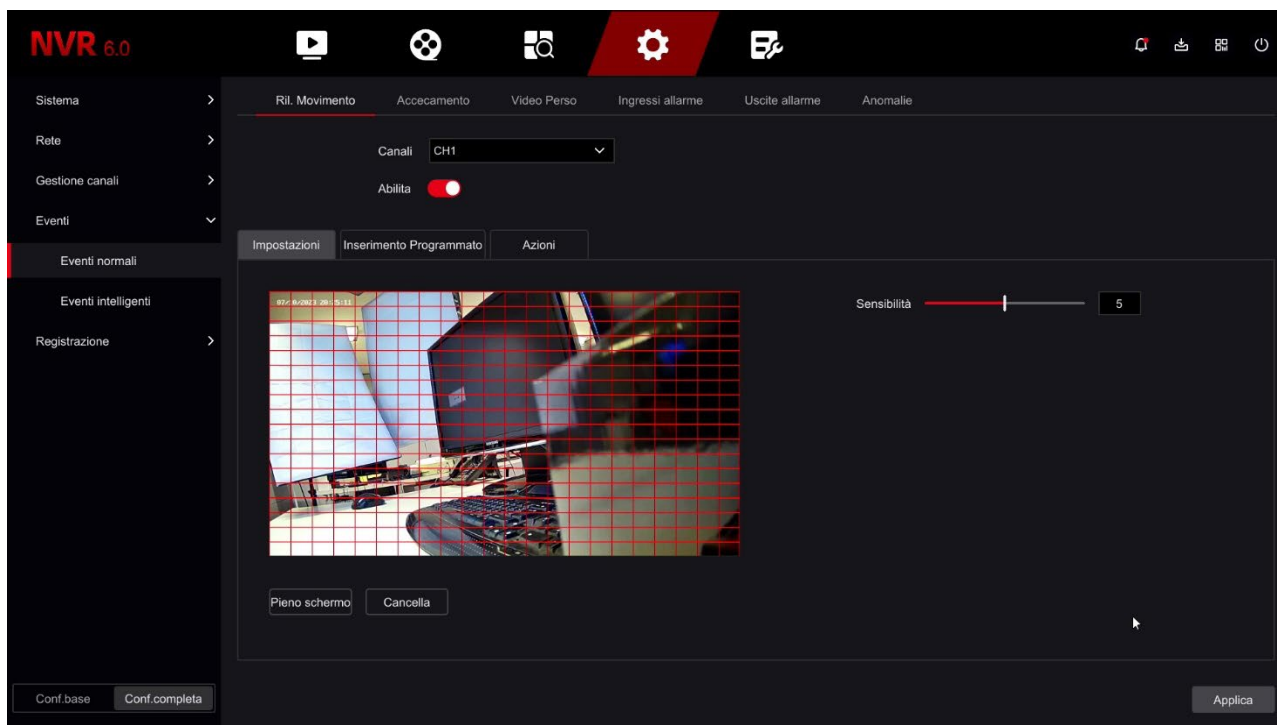 NVR 6.0
Sistema
Rete
Gestione canali
Eventi
Eventi normali
Eventi intelligenti
Registrazione
Conf.base Conf.completa
Ril. Movimento Accecamento Video Perso Ingressi allarme Uscite allarme Anomalie
Canali CH1
Abilita
Impostazioni Inserimento Programmato Azioni
Sensibilità 5
Pieno schermo Cancella
Applica